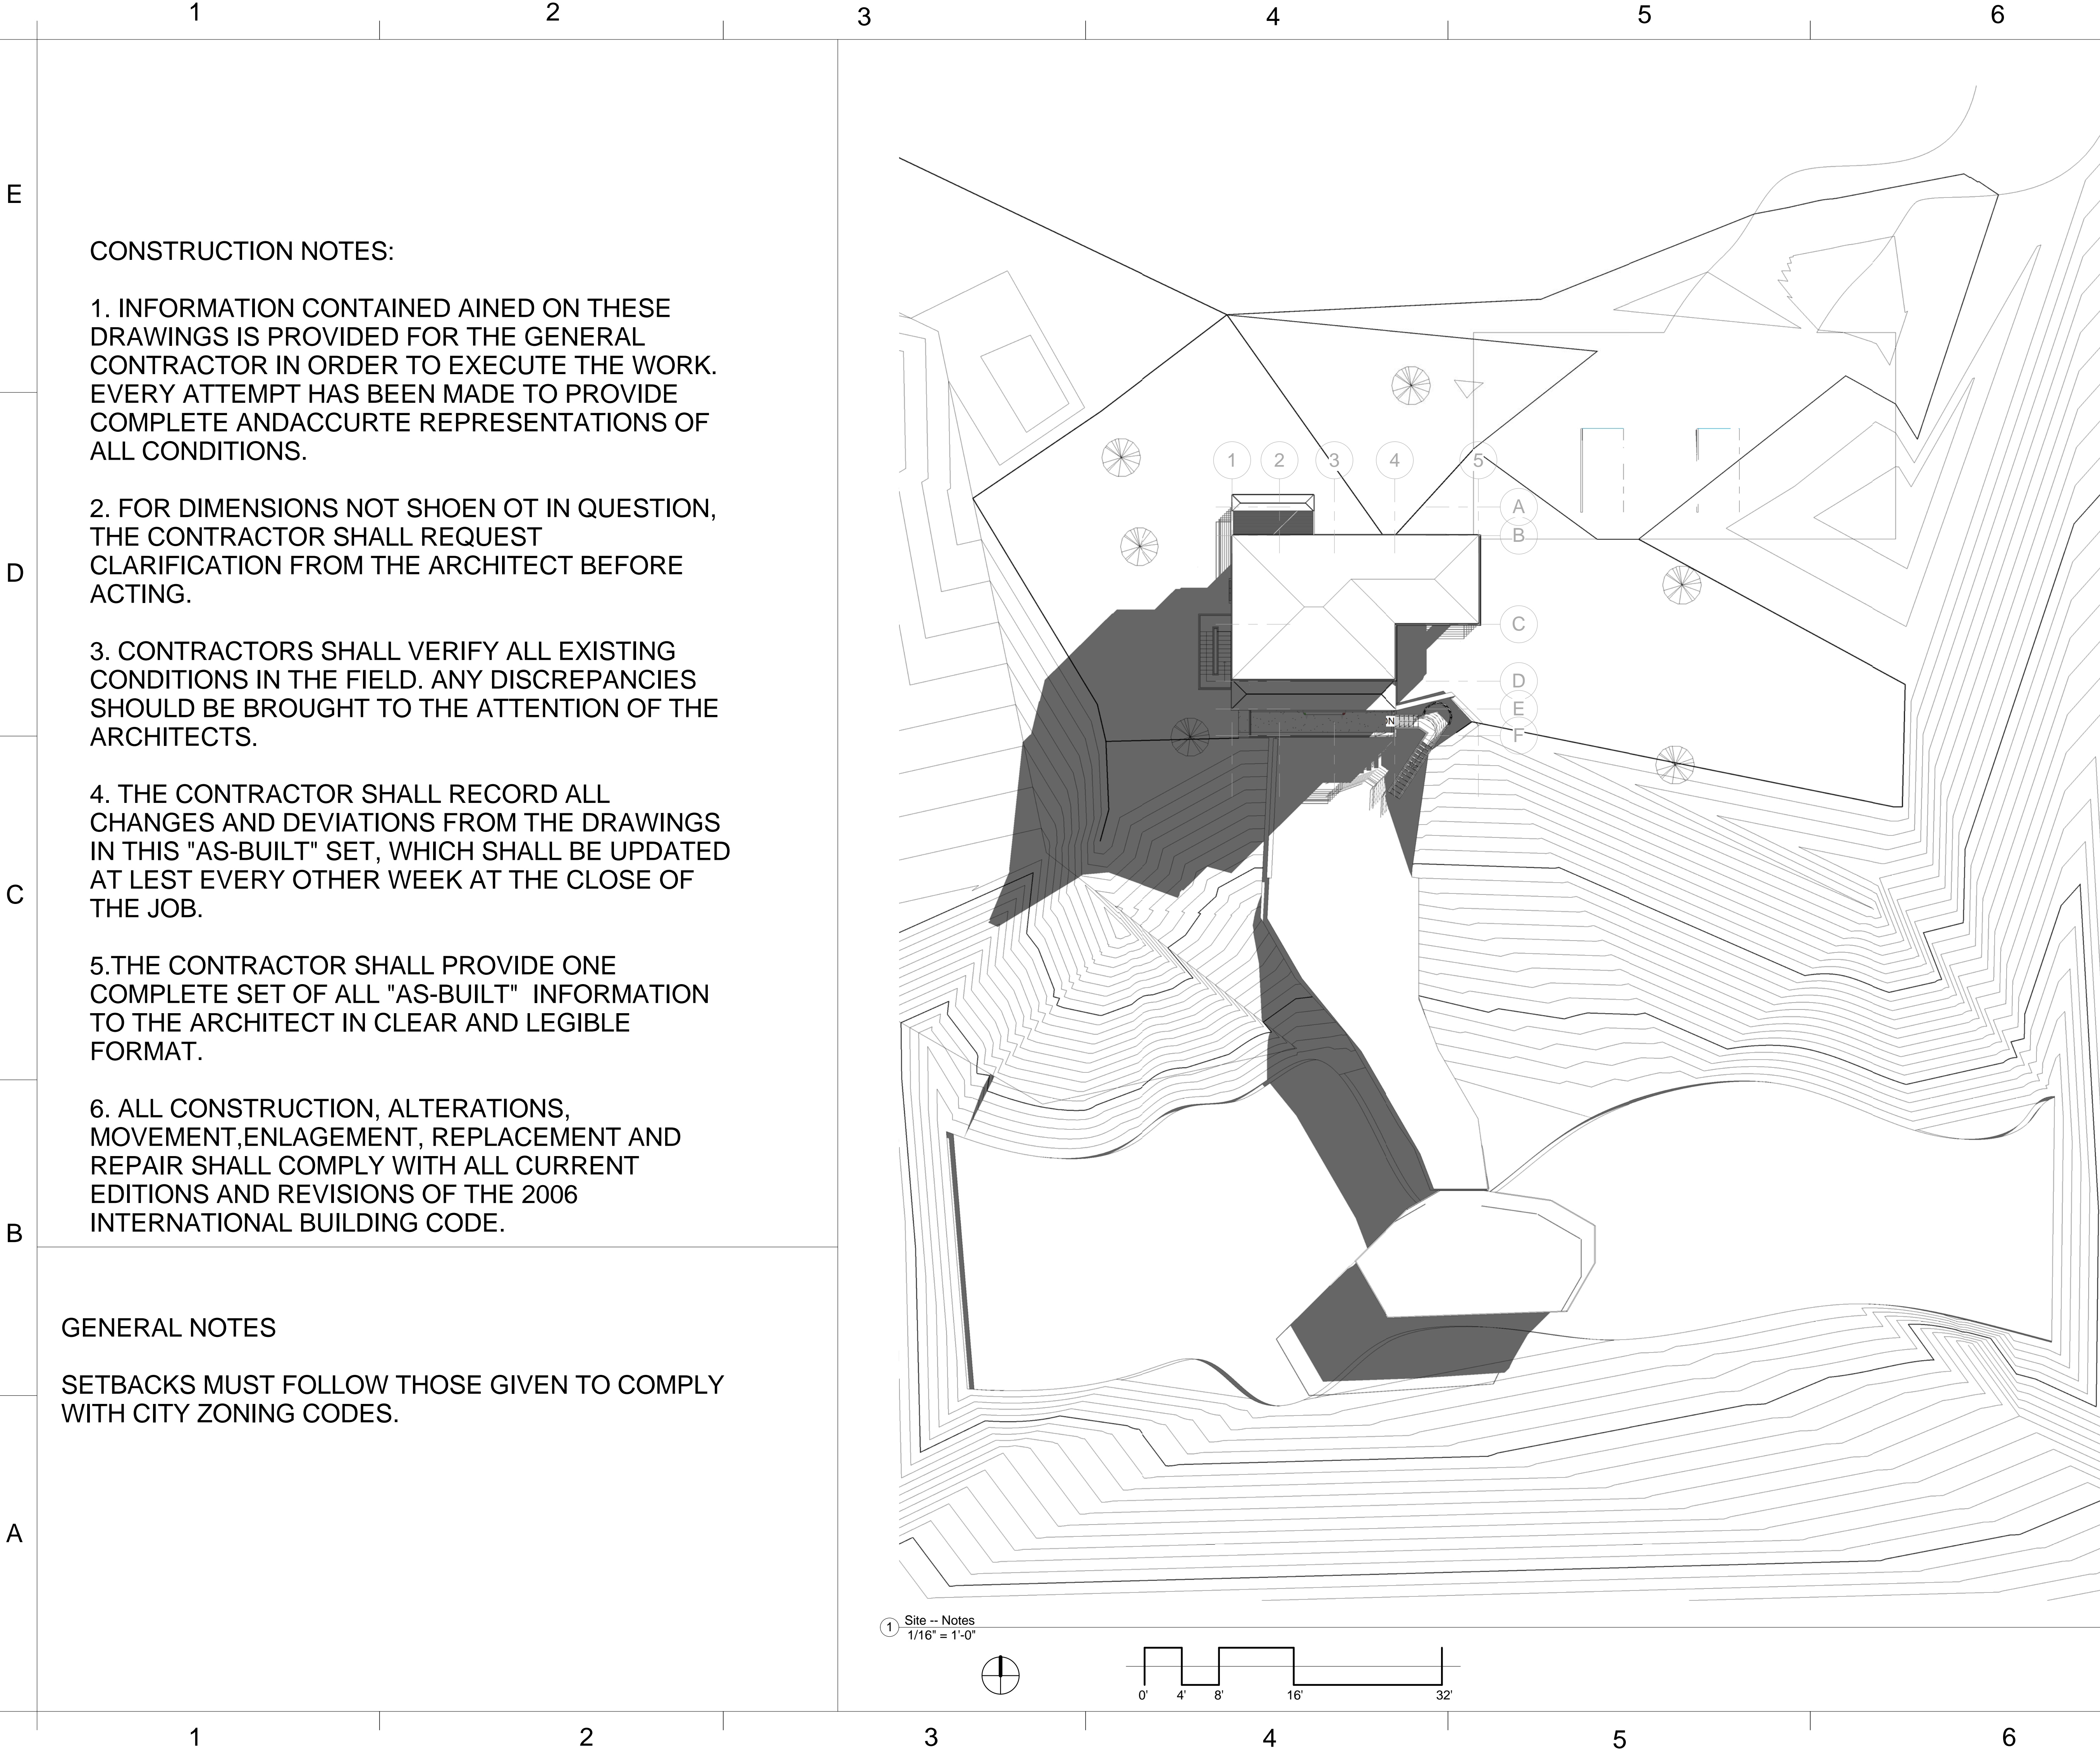 1 2 3 4 5 6
E
D
C
B
A
CONSTRUCTION NOTES:
1. INFORMATION CONTAINED AINED ON THESE
DRAWINGS IS PROVIDED FOR THE GENERAL
CONTRACTOR IN ORDER TO EXECUTE THE WORK.
EVERY ATTEMPT HAS BEEN MADE TO PROVIDE
COMPLETE ANDACCURTE REPRESENTATIONS OF
ALL CONDITIONS.
2. FOR DIMENSIONS NOT SHOEN OT IN QUESTION,
THE CONTRACTOR SHALL REQUEST
CLARIFICATION FROM THE ARCHITECT BEFORE
ACTING.
3. CONTRACTORS SHALL VERIFY ALL EXISTING
CONDITIONS IN THE FIELD. ANY DISCREPANCIES
SHOULD BE BROUGHT TO THE ATTENTION OF THE
ARCHITECTS.
4. THE CONTRACTOR SHALL RECORD ALL
CHANGES AND DEVIATIONS FROM THE DRAWINGS
IN THIS "AS-BUILT" SET, WHICH SHALL BE UPDATED
AT LEST EVERY OTHER WEEK AT THE CLOSE OF
THE JOB.
5.THE CONTRACTOR SHALL PROVIDE ONE
COMPLETE SET OF ALL "AS-BUILT" INFORMATION
TO THE ARCHITECT IN CLEAR AND LEGIBLE
FORMAT.
6. ALL CONSTRUCTION, ALTERATIONS,
MOVEMENT,ENLAGEMENT, REPLACEMENT AND
REPAIR SHALL COMPLY WITH ALL CURRENT
EDITIONS AND REVISIONS OF THE 2006
INTERNATIONAL BUILDING CODE.
GENERAL NOTES
SETBACKS MUST FOLLOW THOSE GIVEN TO COMPLY
WITH CITY ZONING CODES.
1 2 3 4 5
A
B
C
D
E
F
1 Site -- Notes
1/16" = 1'-0"
0' 4' 8' 16' 32'
1 2 3 4 5 6